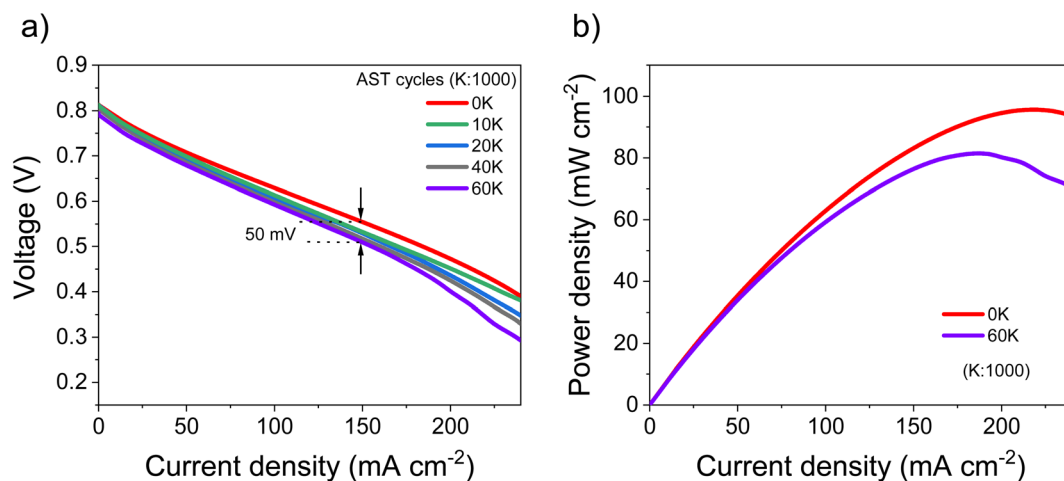 a)
0.9
0.8
0.7
0.6
0.5
0.4
0.3
0.2
Voltage (V)
AST cycles (K:1000)
0K
10K
20K
40K
60K
50 mV
0
50
100
150
200
Current density (mA cm-2)
b)
100
80
60
40
20
0
Power density (mW cm-2)
0K
60K
(K:1000)
0
50
100
150
200
Current density (mA cm-2)